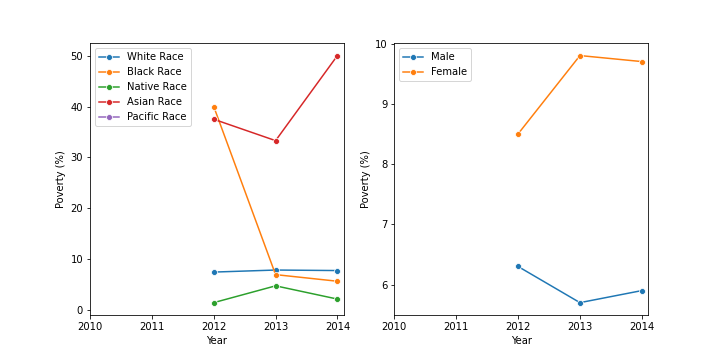 White Race
Black Race
Native Race
Asian Race
Pacific Race
Poverty (%)
50
40
30
20
10
0
2010 2011 2012 2013 2014
Year
Male
Female
Poverty (%)
10
9
8
7
6
2010 2011 2012 2013 2014
Year